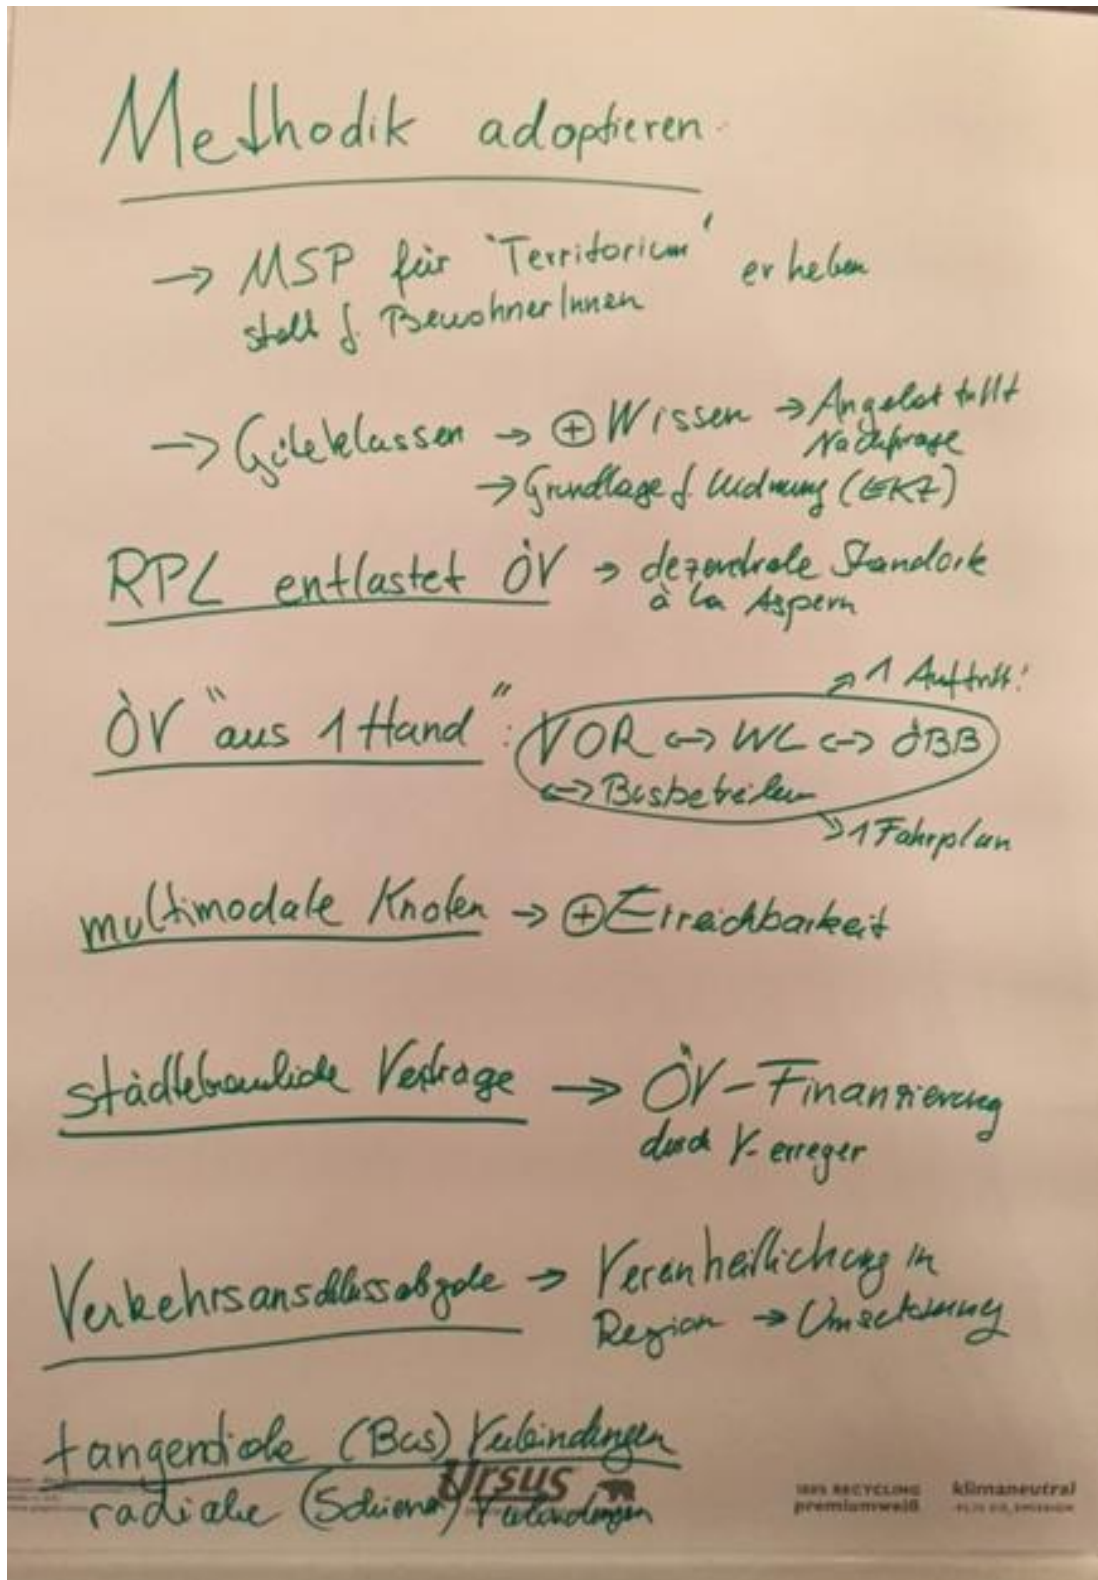 Methodik adoptieren
→ MSP für "Territorium" erheben
statt f. BewohnerInnen
→ Güteklassen → ⊕ Wissen → Angebot trifft
Nachfrage
→ Grundlage f. Widmung (EKZ)
RPL entlastet ÖV → dezentrale Standorte
à la Aspern
ÖV "aus 1 Hand":
→ 1 Auftritt!
VOR ↔ WL ↔ ÖBB
↔ Busbetreiber
→ 1 Fahrplan
multimodale Knoten → ⊕ Erreichbarkeit
städtebauliche Verträge → ÖV-Finanzierung
durch V-erreger
Verkehrsanschlussabgabe → Vereinheitlichung in
Region → Umsetzung
tangentiale (Bus) Verbindungen
radiale (Schiene) Verbindungen
Ursus
100% RECYCLING
premiumweiß
klimaneutral